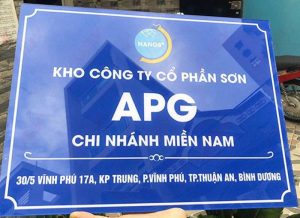 NANO8⁺
KHO CÔNG TY CỔ PHẦN SƠN
APG
CHI NHÁNH MIỀN NAM
30/5 VĨNH PHÚ 17A, KP TRUNG, P.VĨNH PHÚ, TP.THUẬN AN, BÌNH DƯƠNG